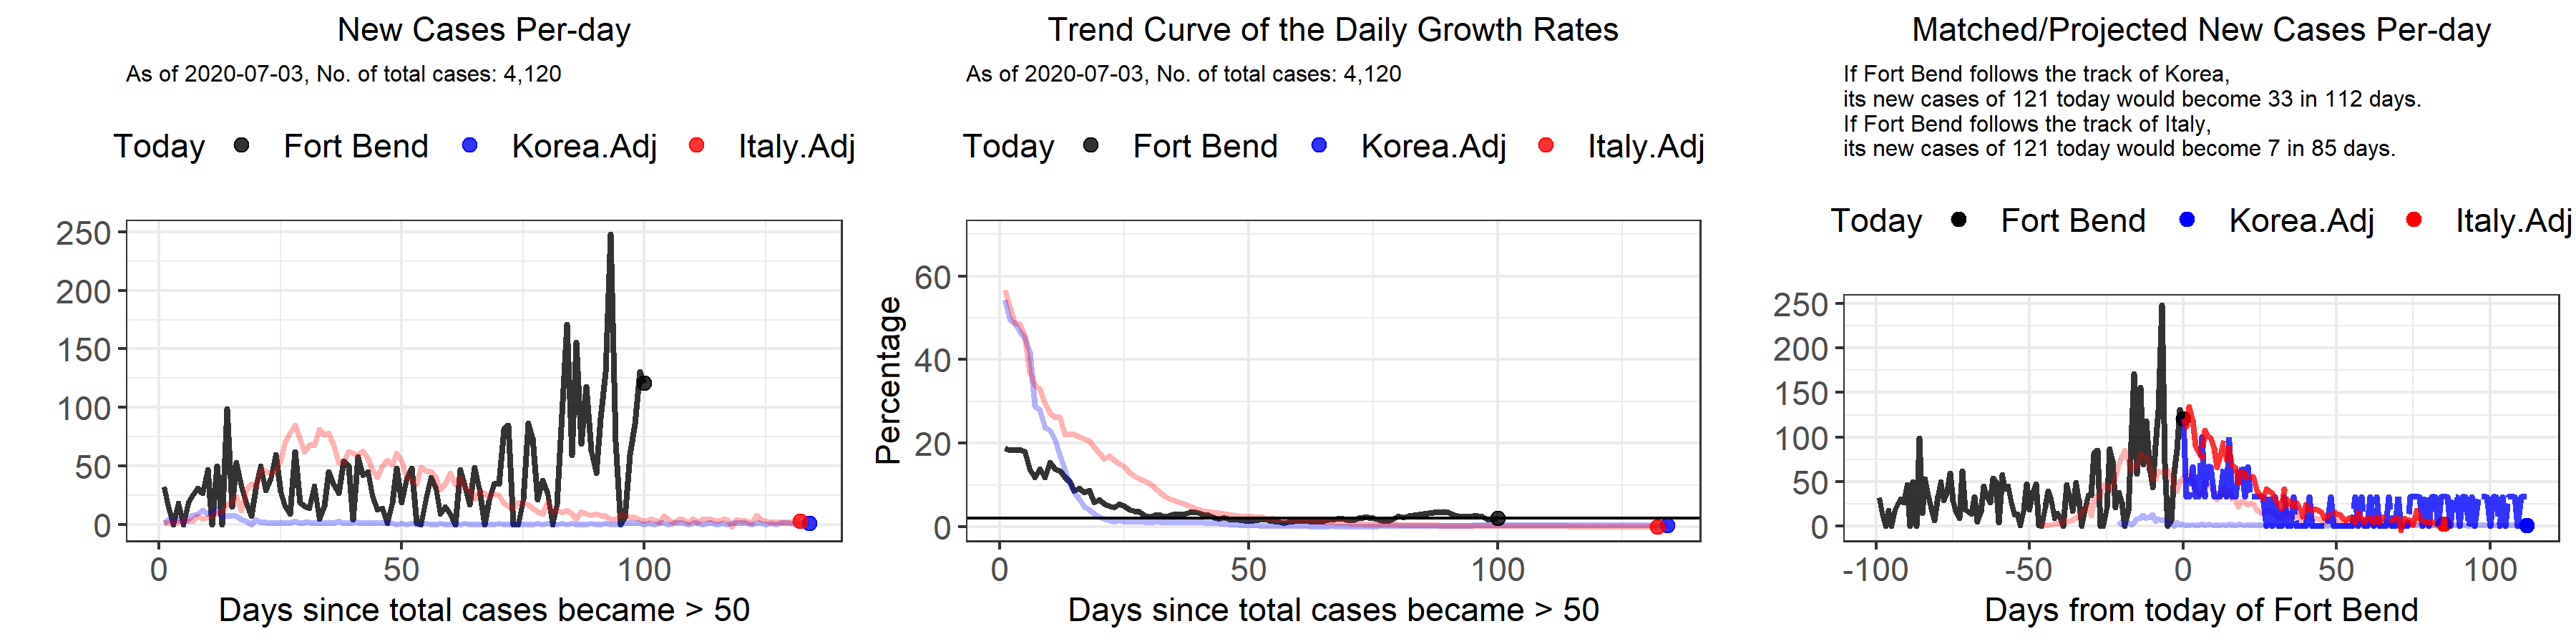 New Cases Per-day
As of 2020-07-03, No. of total cases: 4,120
Today Fort Bend Korea.Adj Italy.Adj
250
200
150
100
50
0
0 50 100
Days since total cases became > 50
Trend Curve of the Daily Growth Rates
As of 2020-07-03, No. of total cases: 4,120
Today Fort Bend Korea.Adj Italy.Adj
Percentage
60
40
20
0
0 50 100
Days since total cases became > 50
Matched/Projected New Cases Per-day
If Fort Bend follows the track of Korea,
its new cases of 121 today would become 33 in 112 days.
If Fort Bend follows the track of Italy,
its new cases of 121 today would become 7 in 85 days.
Today Fort Bend Korea.Adj Italy.Adj
250
200
150
100
50
0
-100 -50 0 50 100
Days from today of Fort Bend